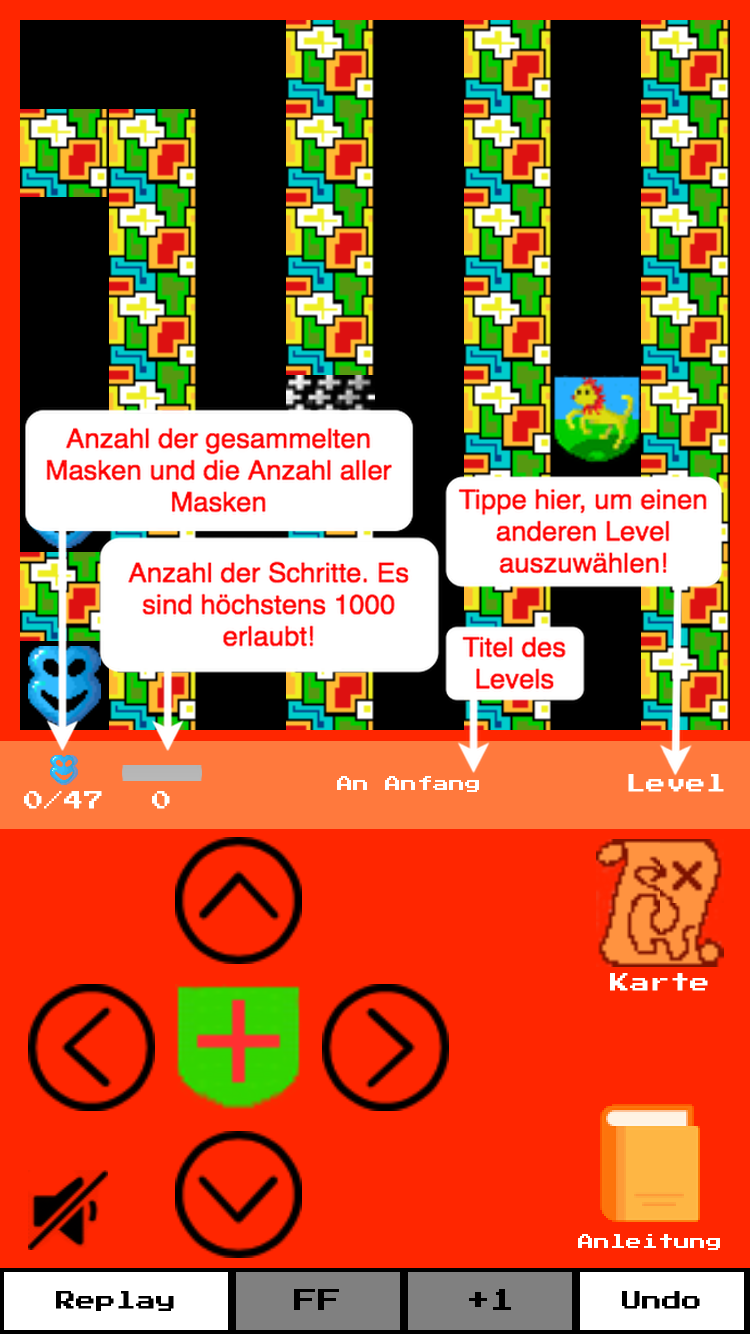 Anzahl der gesammelten
Masken und die Anzahl aller
Masken
Tippe hier, um einen
anderen Level
auszuwählen!
Anzahl der Schritte. Es
sind höchstens 1000
erlaubt!
Titel des
Levels
0/47
0
An Anfang
Level
Karte
Anleitung
Replay
FF
+1
Undo